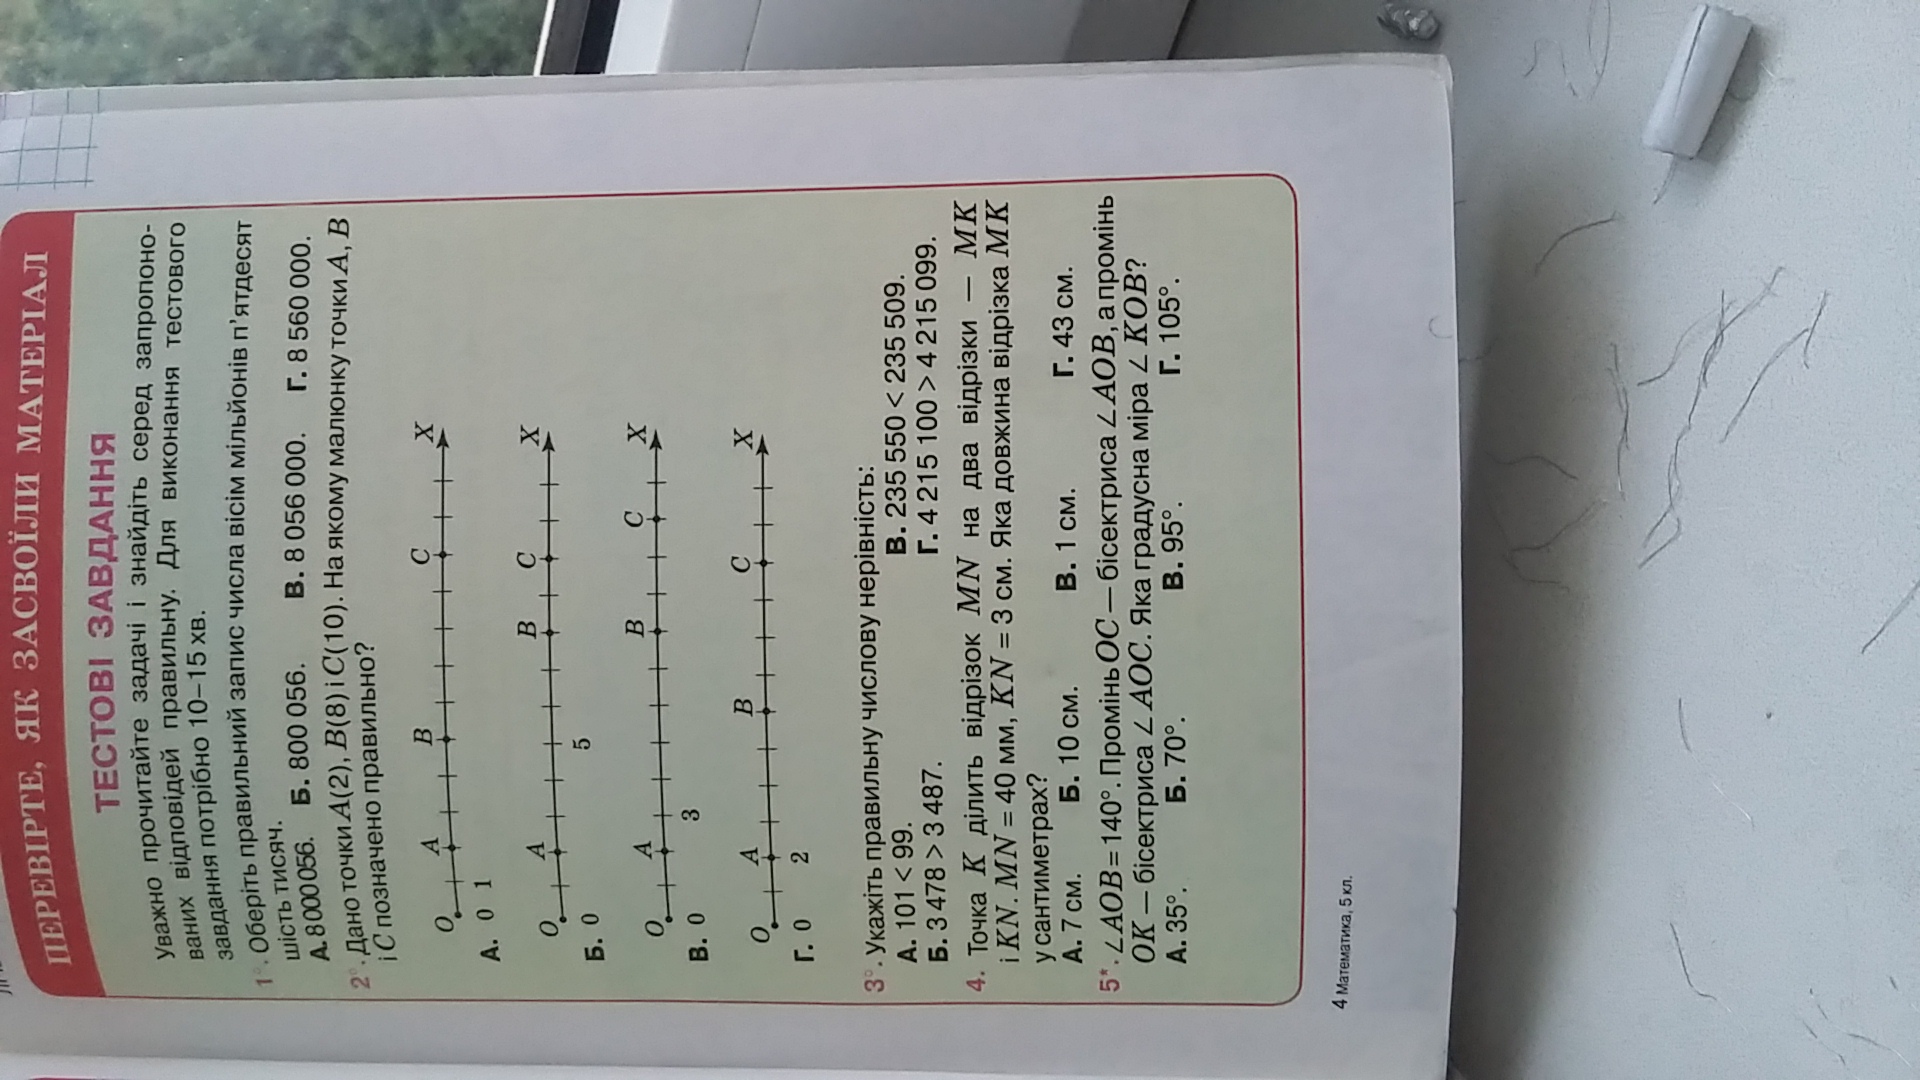 ПЕРЕВІРТЕ, ЯК ЗАСВОЇЛИ МАТЕРІАЛ
ТЕСТОВІ ЗАВДАННЯ
Уважно прочитайте задачі і знайдіть серед запропоно-
ваних відповідей правильну. Для виконання тестового
завдання потрібно 10–15 хв.
1°. Оберіть правильний запис числа вісім мільйонів п'ятдесят
шість тисяч.
А. 8 000 056. Б. 800 056. В. 8 056 000. Г. 8 560 000.
2°. Дано точки A(2), B(8) і C(10). На якому малюнку точки A, B
і C позначено правильно?
O A B C X
А. 0 1
O A B C X
Б. 0 5
O A B C X
В. 0 3
O A B C X
Г. 0 2
3°. Укажіть правильну числову нерівність:
А. 101 < 99. В. 235 550 < 235 509.
Б. 3 478 > 3 487. Г. 4 215 100 > 4 215 099.
4. Точка K ділить відрізок MN на два відрізки — MK
і KN. MN = 40 мм, KN = 3 см. Яка довжина відрізка MK
у сантиметрах?
А. 7 см. Б. 10 см. В. 1 см. Г. 43 см.
5*. ∠AOB = 140°. Промінь OC — бісектриса ∠AOB, а промінь
OK — бісектриса ∠AOC. Яка градусна міра ∠KOB?
А. 35°. Б. 70°. В. 95°. Г. 105°.
4 Математика, 5 кл.